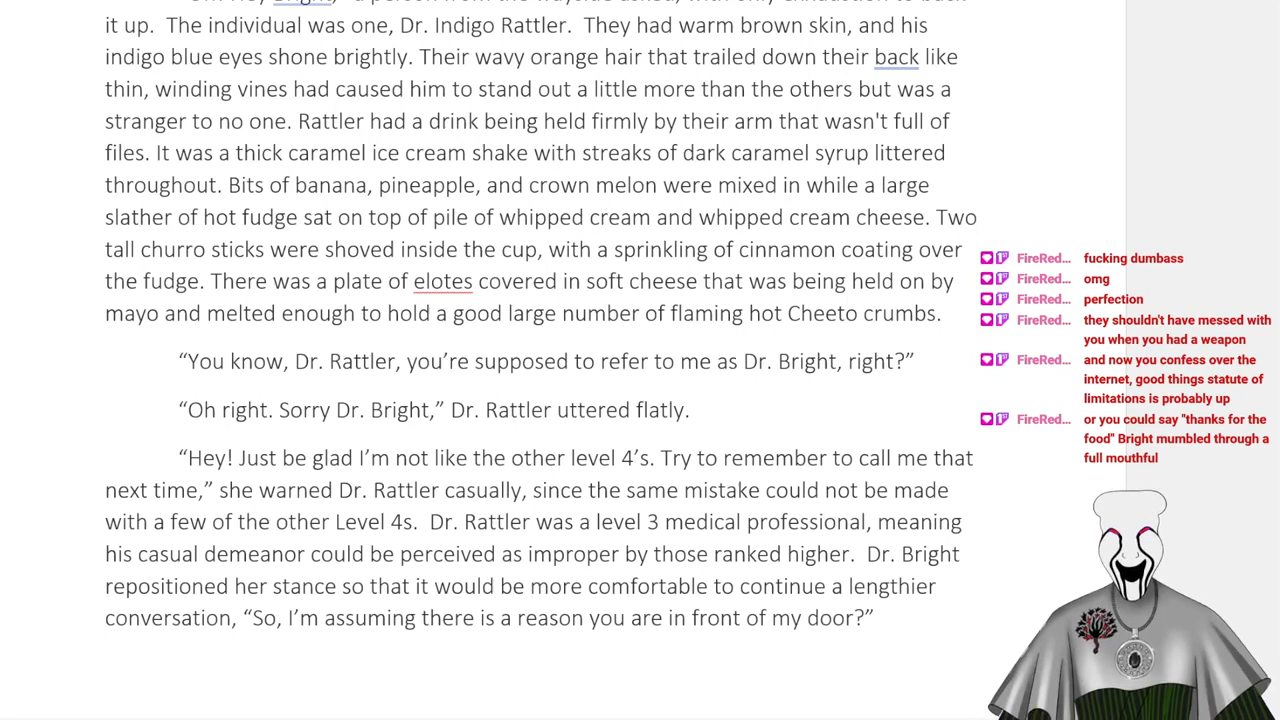 it up.  The individual was one, Dr. Indigo Rattler.  They had warm brown skin, and his
indigo blue eyes shone brightly. Their wavy orange hair that trailed down their back like
thin, winding vines had caused him to stand out a little more than the others but was a
stranger to no one. Rattler had a drink being held firmly by their arm that wasn't full of
files. It was a thick caramel ice cream shake with streaks of dark caramel syrup littered
throughout. Bits of banana, pineapple, and crown melon were mixed in while a large
slather of hot fudge sat on top of pile of whipped cream and whipped cream cheese. Two
tall churro sticks were shoved inside the cup, with a sprinkling of cinnamon coating over
the fudge. There was a plate of elotes covered in soft cheese that was being held on by
mayo and melted enough to hold a good large number of flaming hot Cheeto crumbs.
“You know, Dr. Rattler, you’re supposed to refer to me as Dr. Bright, right?”
“Oh right. Sorry Dr. Bright,” Dr. Rattler uttered flatly.
“Hey! Just be glad I’m not like the other level 4’s. Try to remember to call me that
next time,” she warned Dr. Rattler casually, since the same mistake could not be made
with a few of the other Level 4s.  Dr. Rattler was a level 3 medical professional, meaning
his casual demeanor could be perceived as improper by those ranked higher.  Dr. Bright
repositioned her stance so that it would be more comfortable to continue a lengthier
conversation, “So, I’m assuming there is a reason you are in front of my door?”
FireRed... fucking dumbass
FireRed... omg
FireRed... perfection
FireRed... they shouldn't have messed with
you when you had a weapon
FireRed... and now you confess over the
internet, good things statute of
limitations is probably up
FireRed... or you could say "thanks for the
food" Bright mumbled through a
full mouthful